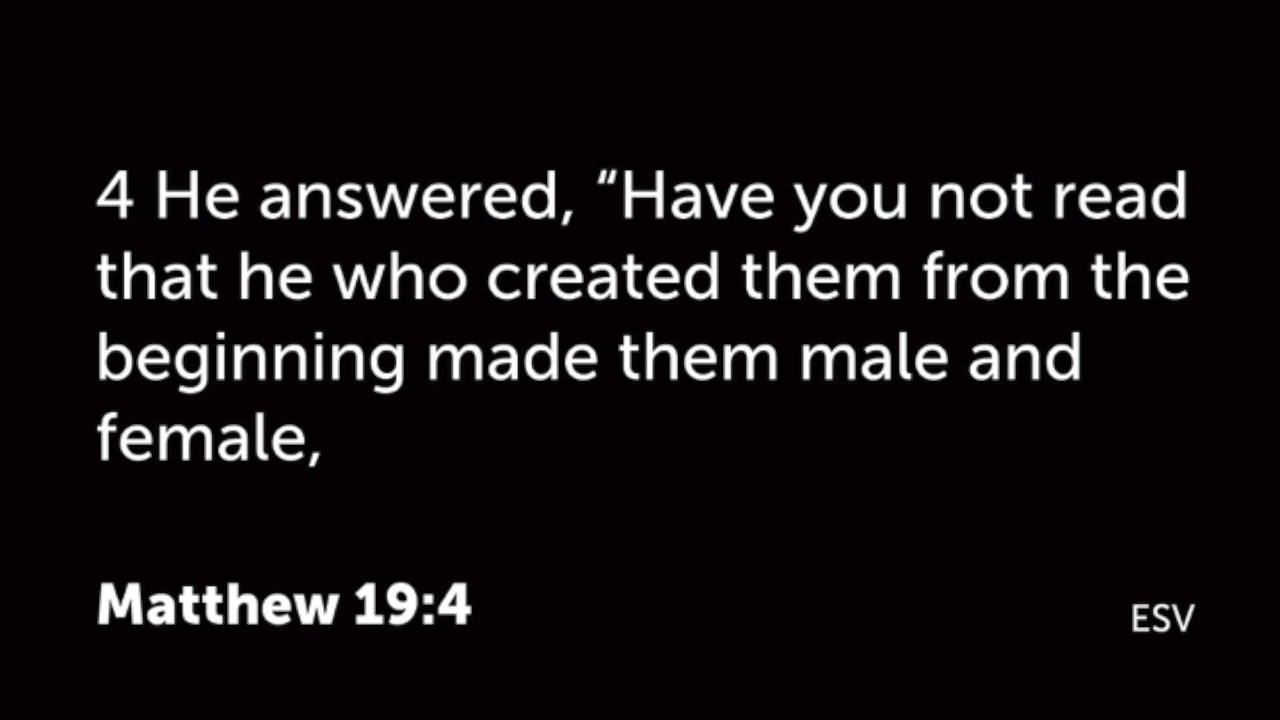 4 He answered, “Have you not read
that he who created them from the
beginning made them male and
female,
Matthew 19:4
ESV